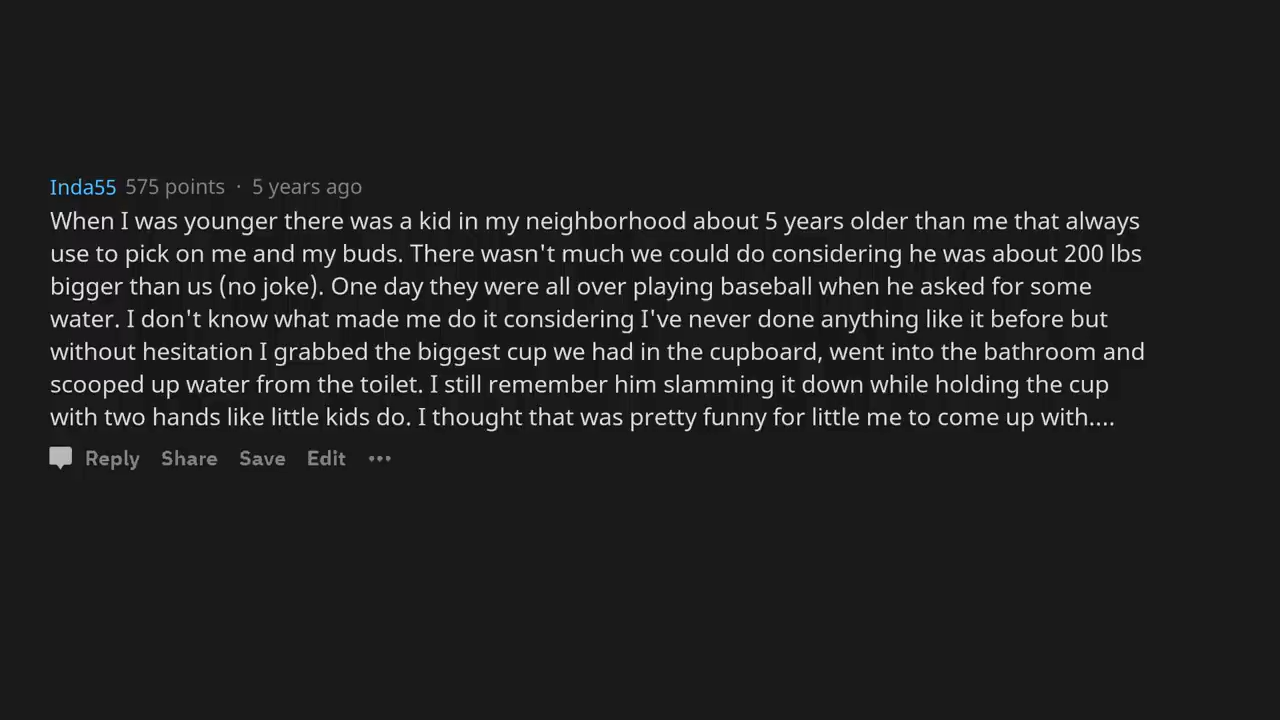 Inda55 575 points · 5 years ago
When I was younger there was a kid in my neighborhood about 5 years older than me that always
use to pick on me and my buds. There wasn't much we could do considering he was about 200 lbs
bigger than us (no joke). One day they were all over playing baseball when he asked for some
water. I don't know what made me do it considering I've never done anything like it before but
without hesitation I grabbed the biggest cup we had in the cupboard, went into the bathroom and
scooped up water from the toilet. I still remember him slamming it down while holding the cup
with two hands like little kids do. I thought that was pretty funny for little me to come up with....
Reply Share Save Edit •••